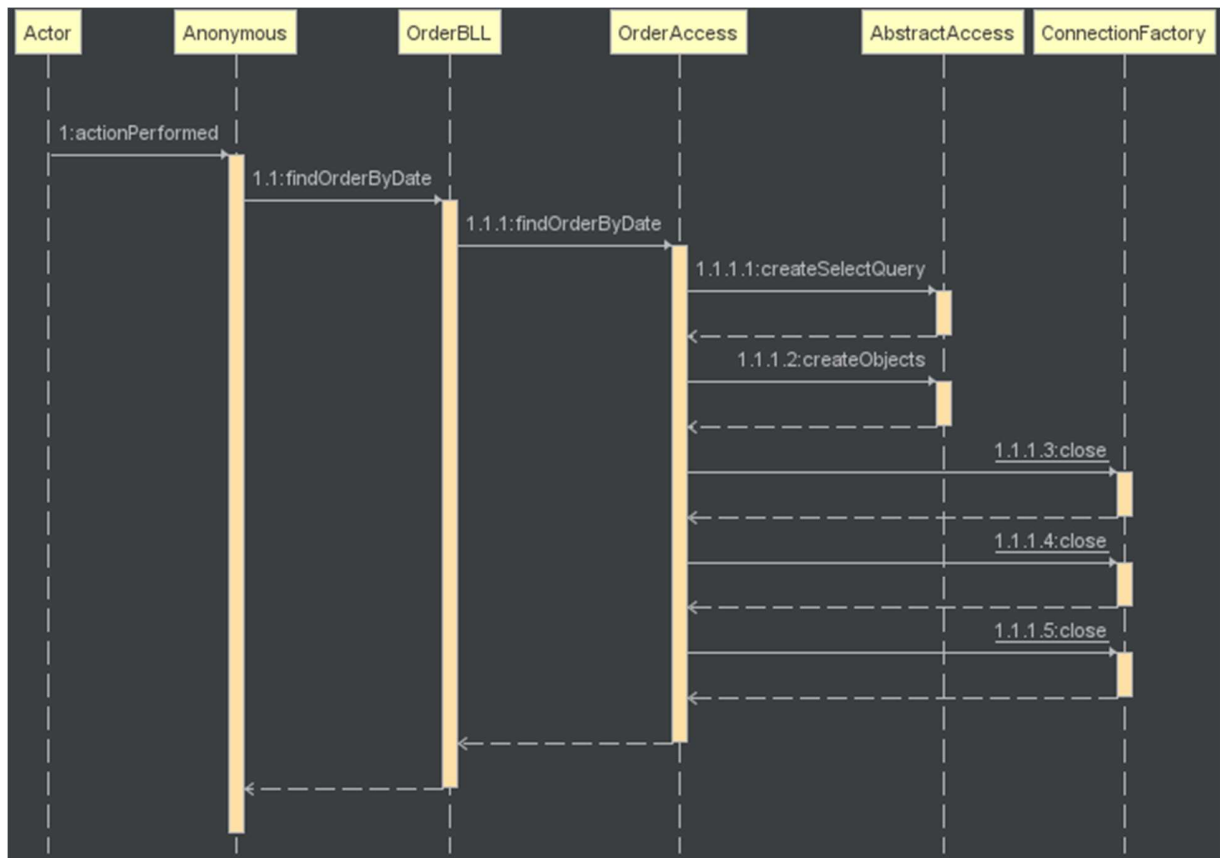 Actor Anonymous OrderBLL OrderAccess AbstractAccess ConnectionFactory
1:actionPerformed
1.1:findOrderByDate
1.1.1:findOrderByDate
1.1.1.1:createSelectQuery
1.1.1.2:createObjects
1.1.1.3:close
1.1.1.4:close
1.1.1.5:close